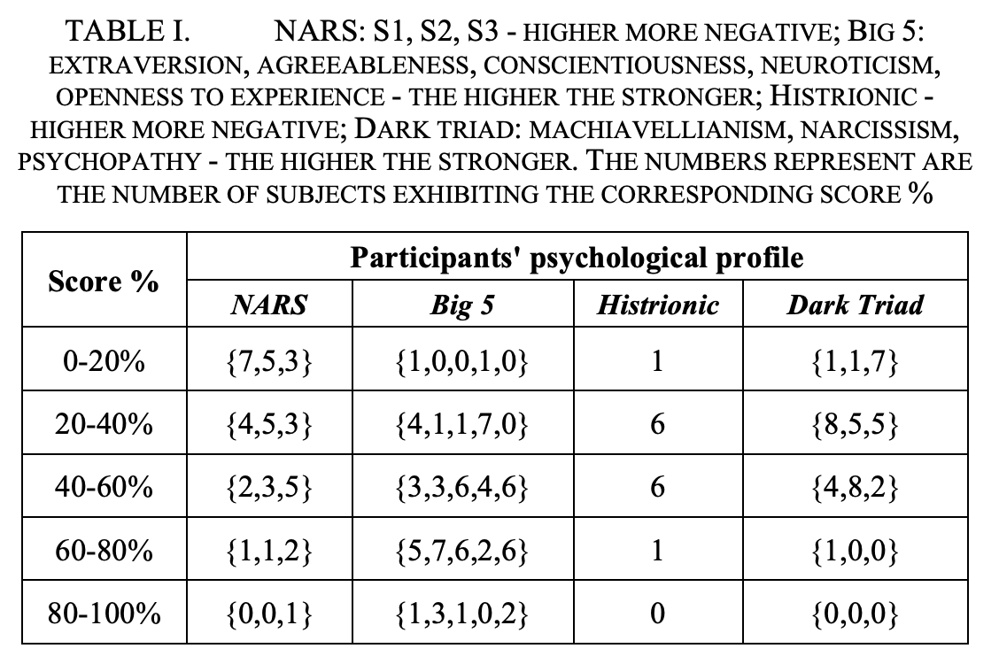 TABLE I. NARS: S1, S2, S3 - HIGHER MORE NEGATIVE; BIG 5:
EXTRAVERSION, AGREEABLENESS, CONSCIENTIOUSNESS, NEUROTICISM,
OPENNESS TO EXPERIENCE - THE HIGHER THE STRONGER; HISTRIONIC -
HIGHER MORE NEGATIVE; DARK TRIAD: MACHIAVELLIANISM, NARCISSISM,
PSYCHOPATHY - THE HIGHER THE STRONGER. THE NUMBERS REPRESENT ARE
THE NUMBER OF SUBJECTS EXHIBITING THE CORRESPONDING SCORE %
Score % Participants' psychological profile
NARS Big 5 Histrionic Dark Triad
0-20% {7,5,3} {1,0,0,1,0} 1 {1,1,7}
20-40% {4,5,3} {4,1,1,7,0} 6 {8,5,5}
40-60% {2,3,5} {3,3,6,4,6} 6 {4,8,2}
60-80% {1,1,2} {5,7,6,2,6} 1 {1,0,0}
80-100% {0,0,1} {1,3,1,0,2} 0 {0,0,0}